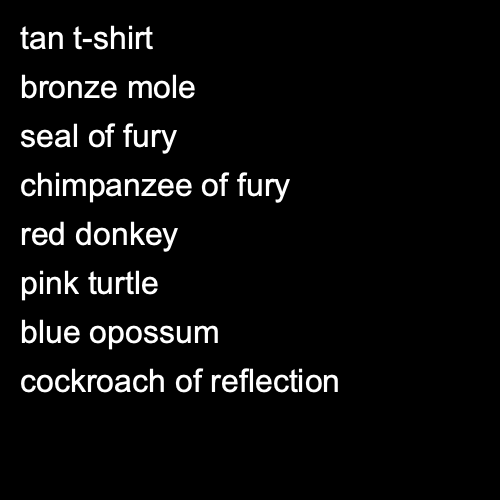 tan t-shirt
bronze mole
seal of fury
chimpanzee of fury
red donkey
pink turtle
blue opossum
cockroach of reflection